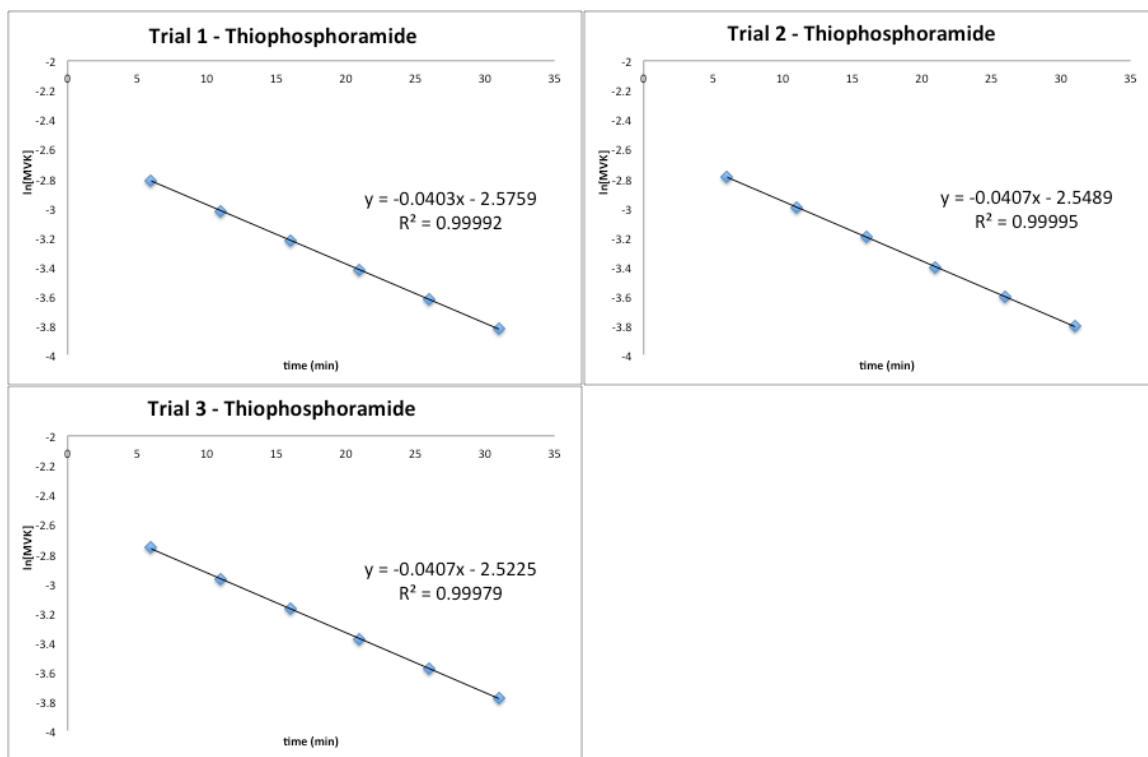 Trial 1 - Thiophosphoramide
-2
0 5 10 15 20 25 30 35
-2.2
-2.4
-2.6
ln[MVK]
-2.8
-3
y = -0.0403x - 2.5759
R² = 0.99992
-3.2
-3.4
-3.6
-3.8
-4
time (min)
Trial 2 - Thiophosphoramide
-2
0 5 10 15 20 25 30 35
-2.2
-2.4
-2.6
ln[MVK]
-2.8
-3
y = -0.0407x - 2.5489
R² = 0.99995
-3.2
-3.4
-3.6
-3.8
-4
time (min)
Trial 3 - Thiophosphoramide
-2
0 5 10 15 20 25 30 35
-2.2
-2.4
-2.6
ln[MVK]
-2.8
-3
y = -0.0407x - 2.5225
R² = 0.99979
-3.2
-3.4
-3.6
-3.8
-4
time (min)